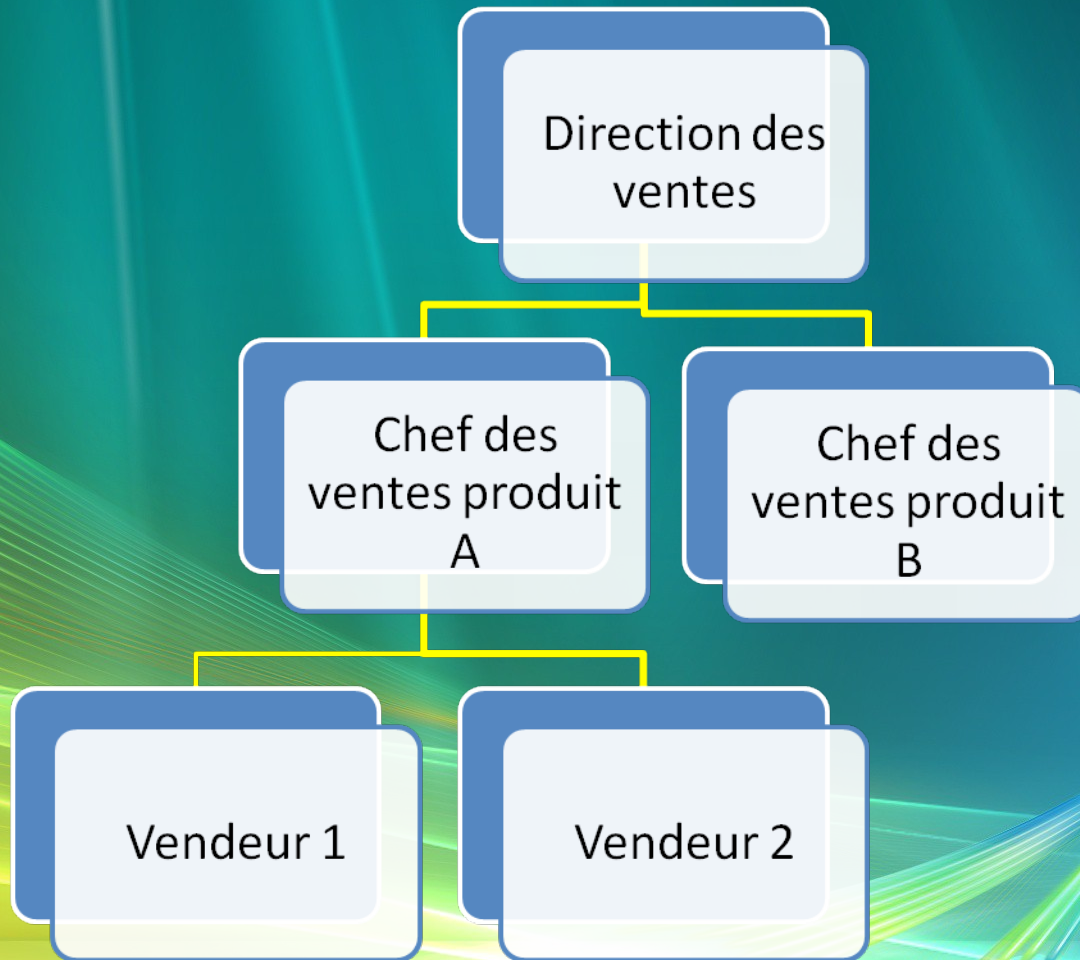 Direction des
ventes
Chef des
ventes produit
A
Chef des
ventes produit
B
Vendeur 1
Vendeur 2